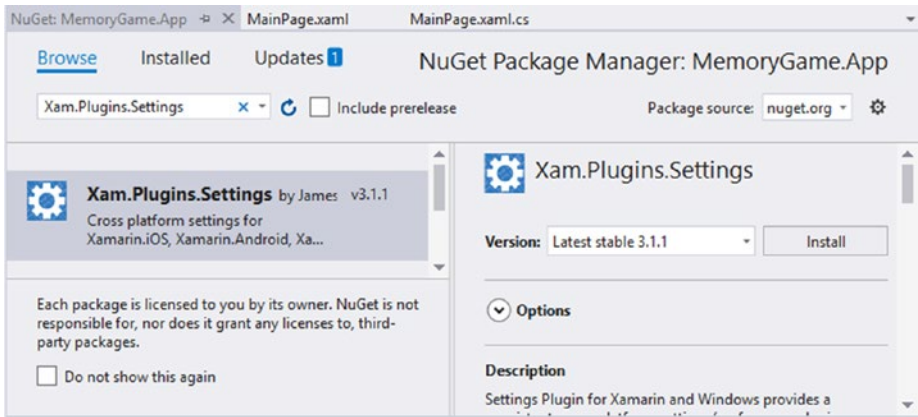 NuGet: MemoryGame.App MainPage.xaml MainPage.xaml.cs
Browse Installed Updates 1 NuGet Package Manager: MemoryGame.App
Xam.Plugins.Settings Include prerelease Package source: nuget.org
Xam.Plugins.Settings by James v3.1.1
Cross platform settings for
Xamarin.iOS, Xamarin.Android, Xa...
Each package is licensed to you by its owner. NuGet is not
responsible for, nor does it grant any licenses to, third-
party packages.
Do not show this again
Xam.Plugins.Settings
Version: Latest stable 3.1.1 Install
Options
Description
Settings Plugin for Xamarin and Windows provides a